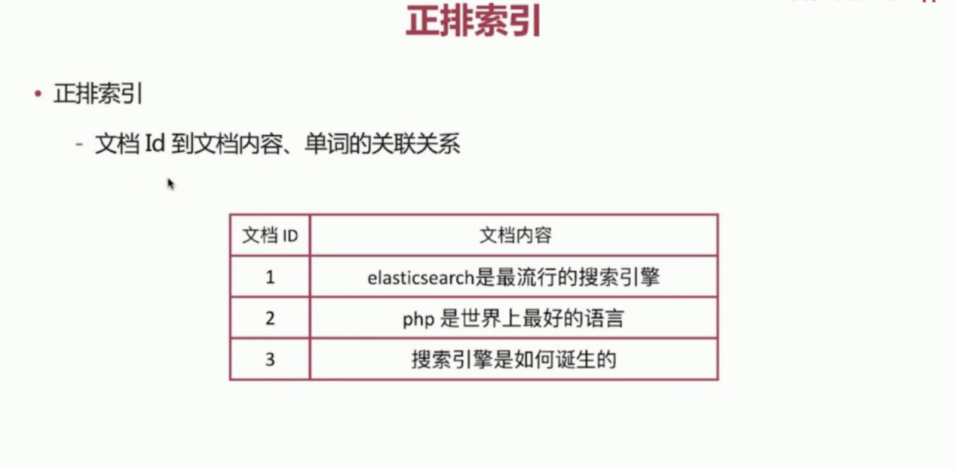 正排索引
• 正排索引
- 文档 Id 到文档内容、单词的关联关系
文档 ID 文档内容
1 elasticsearch是最流行的搜索引擎
2 php 是世界上最好的语言
3 搜索引擎是如何诞生的